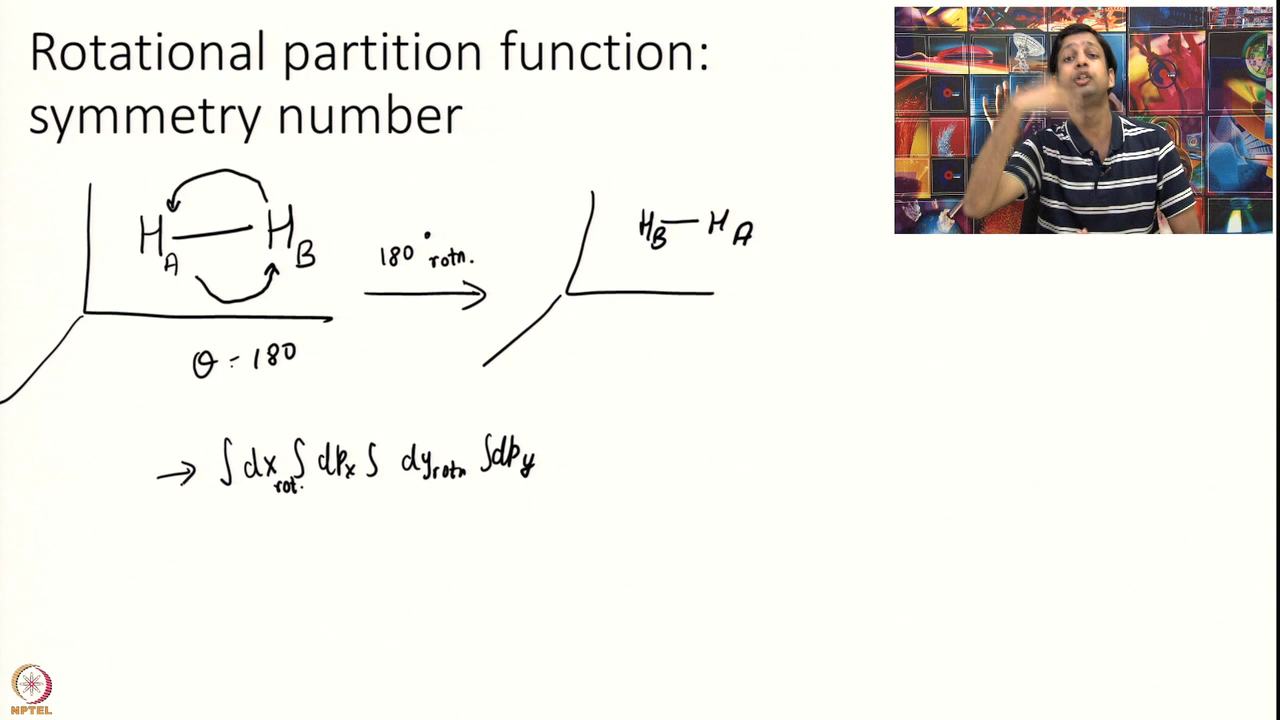 Rotational partition function:
symmetry number
H_A — H_B
180° rotn.
H_B — H_A
θ = 180
→ ∫ dx_rot. ∫ dp_x ∫ dy_rotn ∫ dp_y
NPTEL